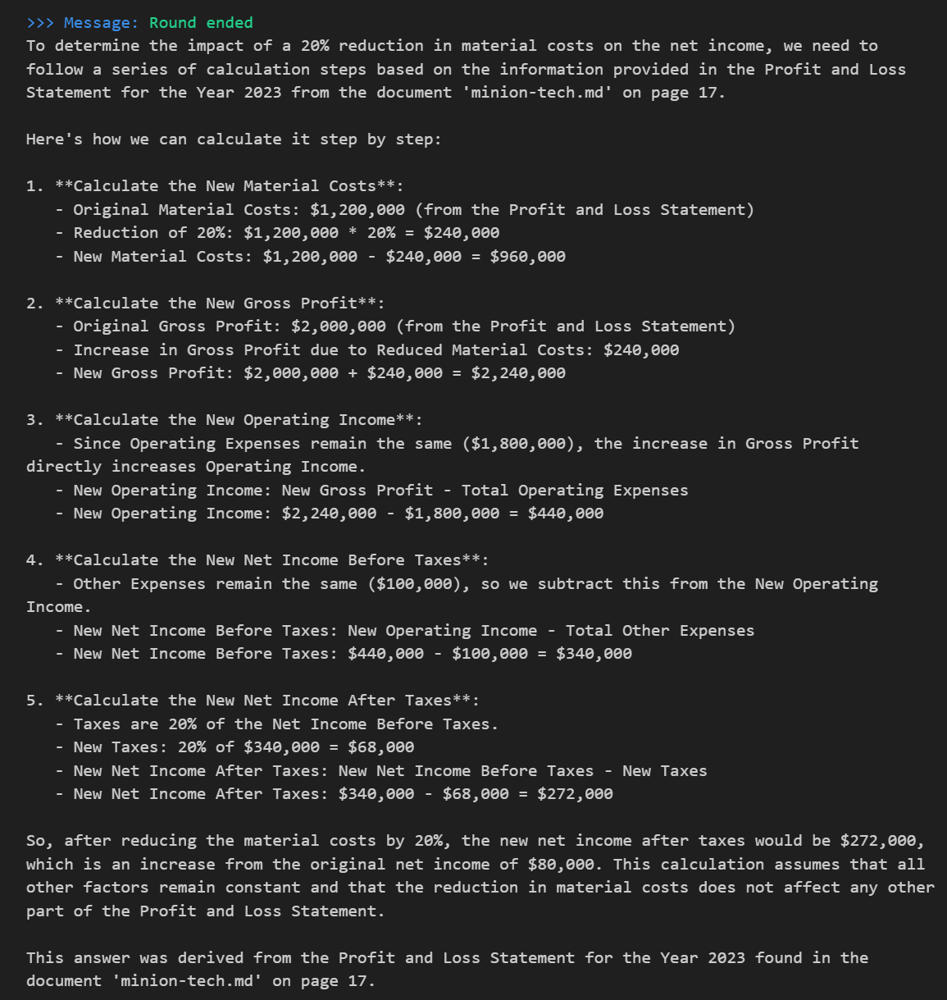 >>> Message: Round ended
To determine the impact of a 20% reduction in material costs on the net income, we need to
follow a series of calculation steps based on the information provided in the Profit and Loss
Statement for the Year 2023 from the document 'minion-tech.md' on page 17.

Here's how we can calculate it step by step:

1. **Calculate the New Material Costs**:
   - Original Material Costs: $1,200,000 (from the Profit and Loss Statement)
   - Reduction of 20%: $1,200,000 * 20% = $240,000
   - New Material Costs: $1,200,000 - $240,000 = $960,000

2. **Calculate the New Gross Profit**:
   - Original Gross Profit: $2,000,000 (from the Profit and Loss Statement)
   - Increase in Gross Profit due to Reduced Material Costs: $240,000
   - New Gross Profit: $2,000,000 + $240,000 = $2,240,000

3. **Calculate the New Operating Income**:
   - Since Operating Expenses remain the same ($1,800,000), the increase in Gross Profit
directly increases Operating Income.
   - New Operating Income: New Gross Profit - Total Operating Expenses
   - New Operating Income: $2,240,000 - $1,800,000 = $440,000

4. **Calculate the New Net Income Before Taxes**:
   - Other Expenses remain the same ($100,000), so we subtract this from the New Operating
Income.
   - New Net Income Before Taxes: New Operating Income - Total Other Expenses
   - New Net Income Before Taxes: $440,000 - $100,000 = $340,000

5. **Calculate the New Net Income After Taxes**:
   - Taxes are 20% of the Net Income Before Taxes.
   - New Taxes: 20% of $340,000 = $68,000
   - New Net Income After Taxes: New Net Income Before Taxes - New Taxes
   - New Net Income After Taxes: $340,000 - $68,000 = $272,000

So, after reducing the material costs by 20%, the new net income after taxes would be $272,000,
which is an increase from the original net income of $80,000. This calculation assumes that all
other factors remain constant and that the reduction in material costs does not affect any other
part of the Profit and Loss Statement.

This answer was derived from the Profit and Loss Statement for the Year 2023 found in the
document 'minion-tech.md' on page 17.